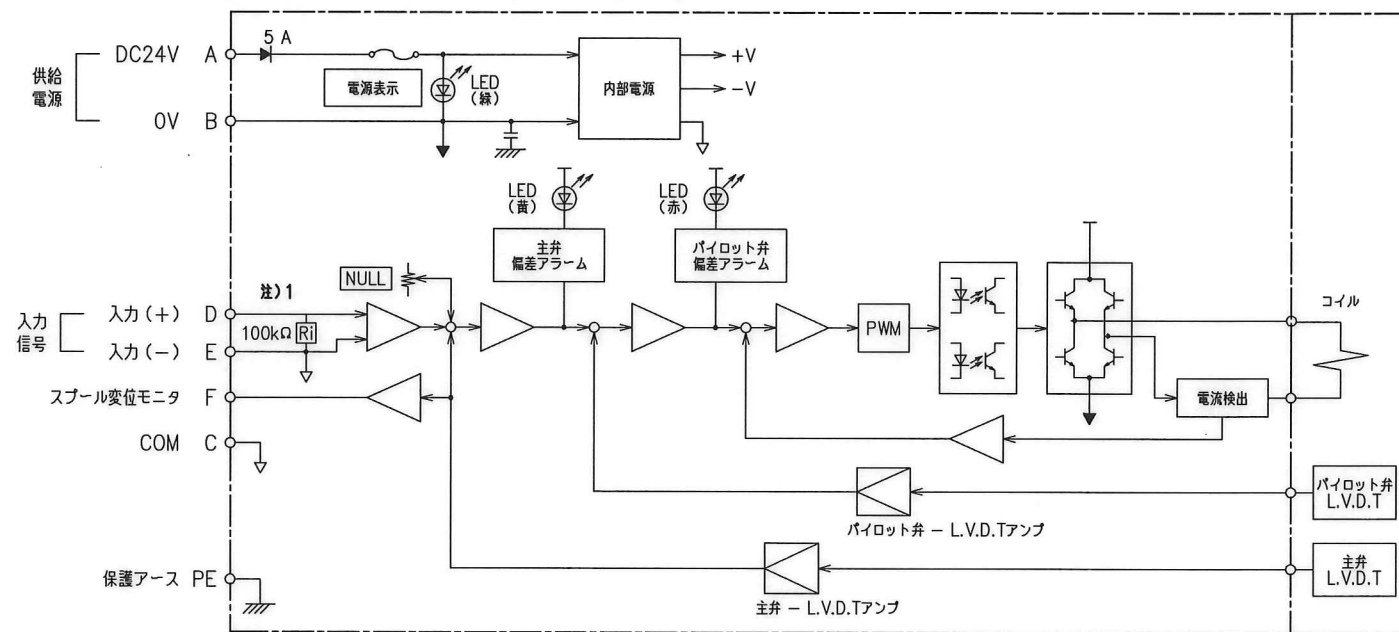 供給
電源
DC24V A
5 A
電源表示
LED
(緑)
内部電源
+V
-V
0V B
LED
(黄)
主弁
偏差アラーム
LED
(赤)
パイロット弁
偏差アラーム
入力
信号
入力(+) D
注)1
NULL
100kΩ Ri
入力(-) E
PWM
コイル
電流検出
スプール変位モニタ F
COM C
パイロット弁
L.V.D.T
パイロット弁 - L.V.D.Tアンプ
主弁
L.V.D.T
主弁 - L.V.D.Tアンプ
保護アース PE